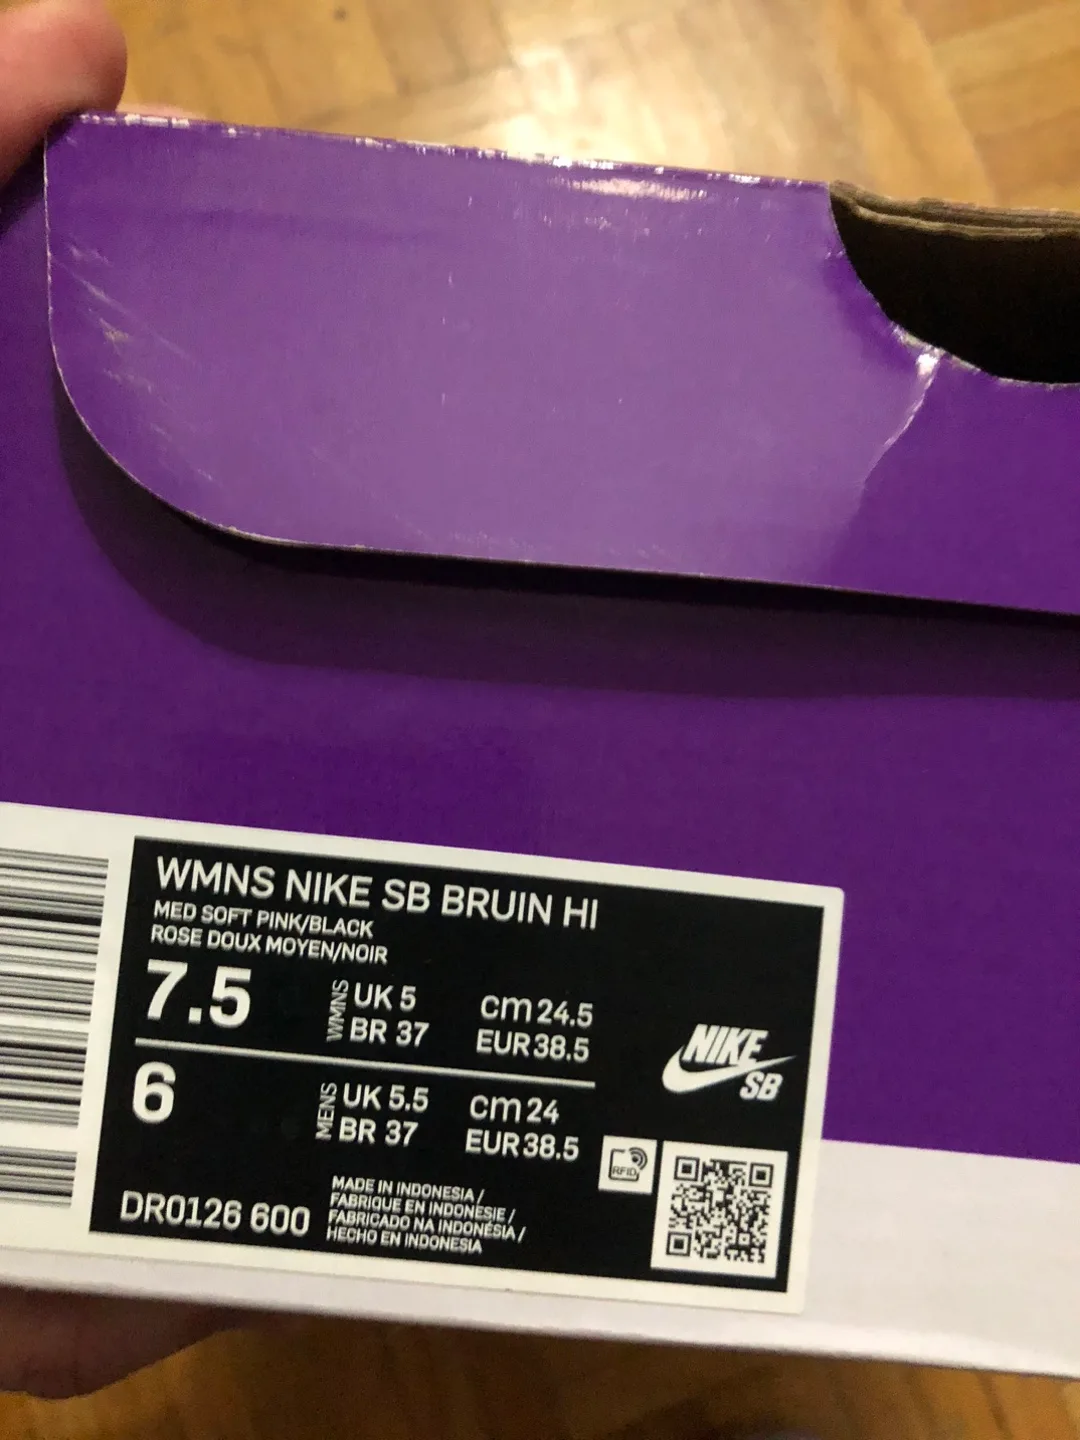 WMNS NIKE SB BRUIN HI
MED SOFT PINK/BLACK
ROSE DOUX MOYEN/NOIR
7.5 WMNS UK 5 cm 24.5
BR 37 EUR 38.5
6 MENS UK 5.5 cm 24
BR 37 EUR 38.5
NIKE
SB
RFID
DR0126 600
MADE IN INDONESIA /
FABRIQUE EN INDONESIE /
FABRICADO NA INDONÉSIA /
HECHO EN INDONESIA